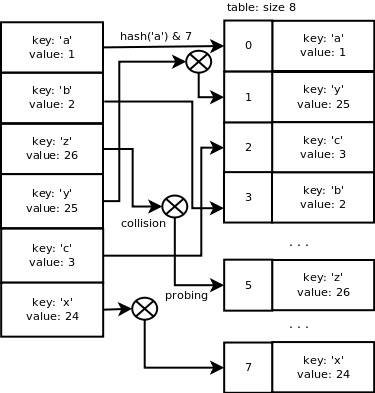 table: size 8
hash('a') & 7
key: 'a'
value: 1
key: 'b'
value: 2
key: 'z'
value: 26
key: 'y'
value: 25
key: 'c'
value: 3
key: 'x'
value: 24
collision
probing
0
key: 'a'
value: 1
1
key: 'y'
value: 25
2
key: 'c'
value: 3
3
key: 'b'
value: 2
. . .
5
key: 'z'
value: 26
. . .
7
key: 'x'
value: 24